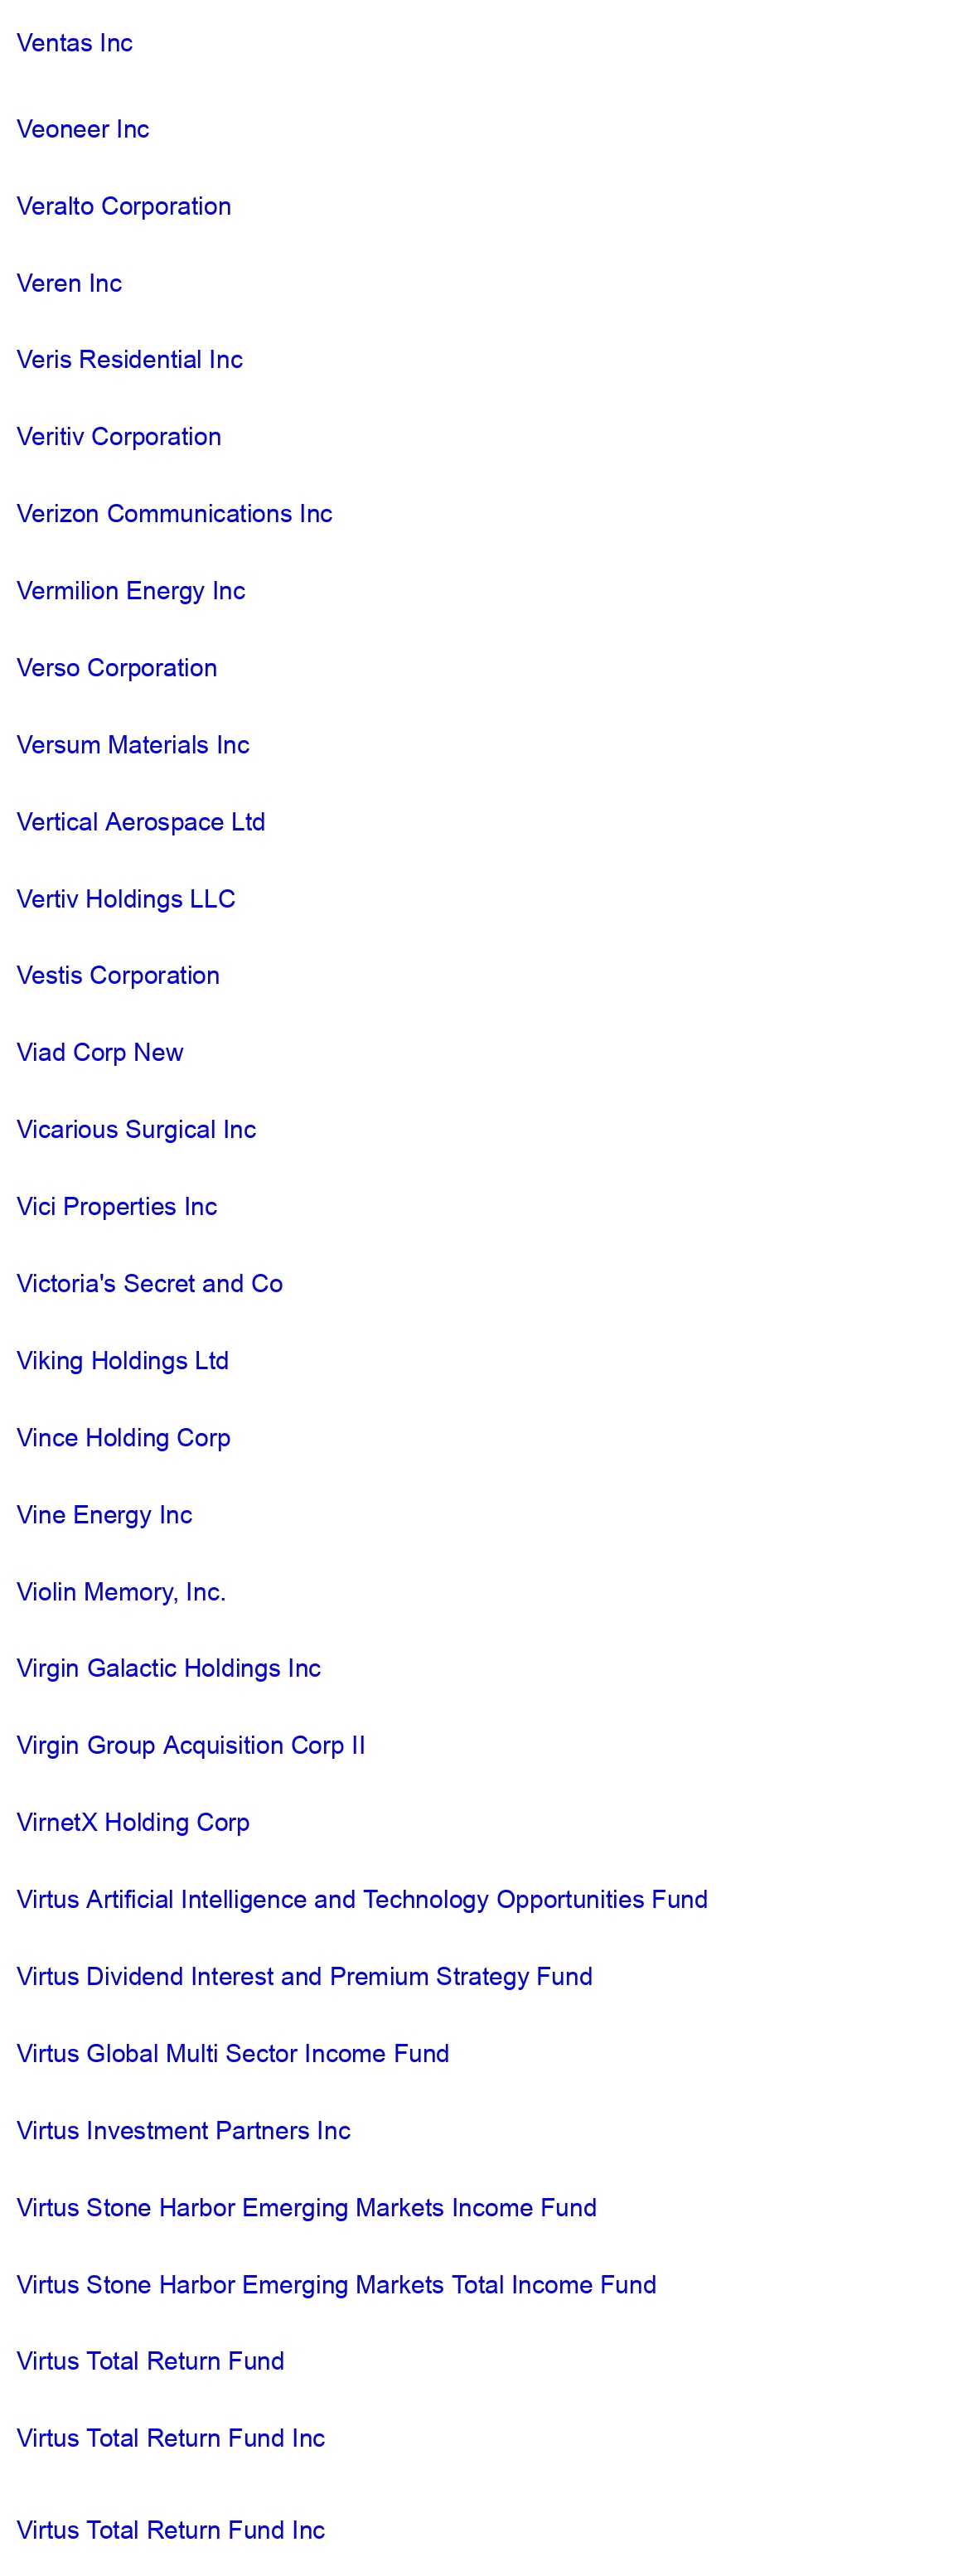 Ventas Inc
Veoneer Inc
Veralto Corporation
Veren Inc
Veris Residential Inc
Veritiv Corporation
Verizon Communications Inc
Vermilion Energy Inc
Verso Corporation
Versum Materials Inc
Vertical Aerospace Ltd
Vertiv Holdings LLC
Vestis Corporation
Viad Corp New
Vicarious Surgical Inc
Vici Properties Inc
Victoria's Secret and Co
Viking Holdings Ltd
Vince Holding Corp
Vine Energy Inc
Violin Memory, Inc.
Virgin Galactic Holdings Inc
Virgin Group Acquisition Corp II
VirnetX Holding Corp
Virtus Artificial Intelligence and Technology Opportunities Fund
Virtus Dividend Interest and Premium Strategy Fund
Virtus Global Multi Sector Income Fund
Virtus Investment Partners Inc
Virtus Stone Harbor Emerging Markets Income Fund
Virtus Stone Harbor Emerging Markets Total Income Fund
Virtus Total Return Fund
Virtus Total Return Fund Inc
Virtus Total Return Fund Inc